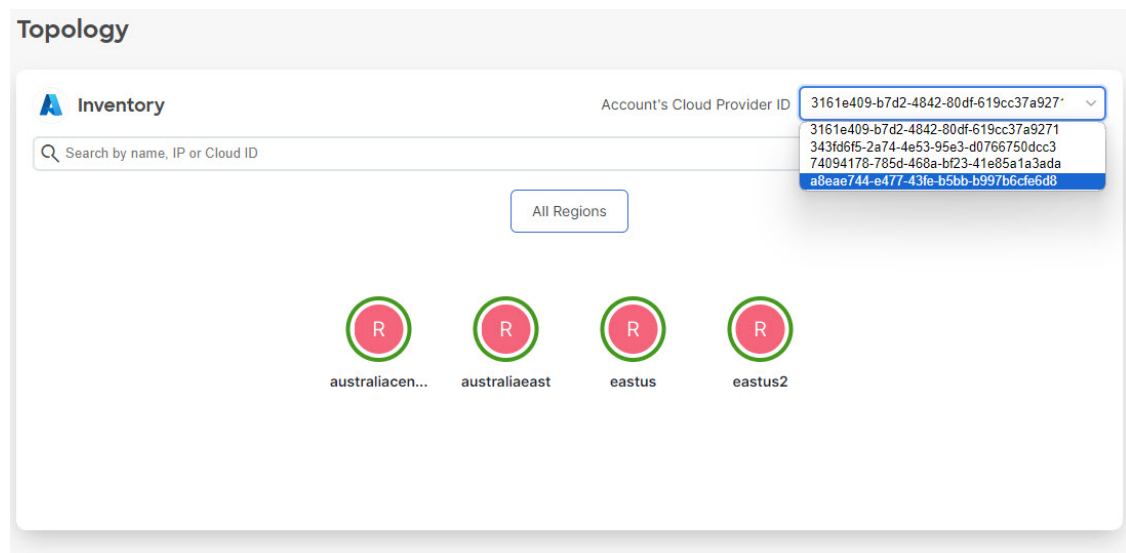 Topology
Inventory
Account's Cloud Provider ID
3161e409-b7d2-4842-80df-619cc37a927
3161e409-b7d2-4842-80df-619cc37a9271
343fd6f5-2a74-4e53-95e3-d0766750dcc3
74094178-785d-468a-bf23-41e85a1a3ada
a8eae744-e477-43fe-b5bb-b997b6cfe6d8
Search by name, IP or Cloud ID
All Regions
R R R R
australiacen... australiaeast eastus eastus2